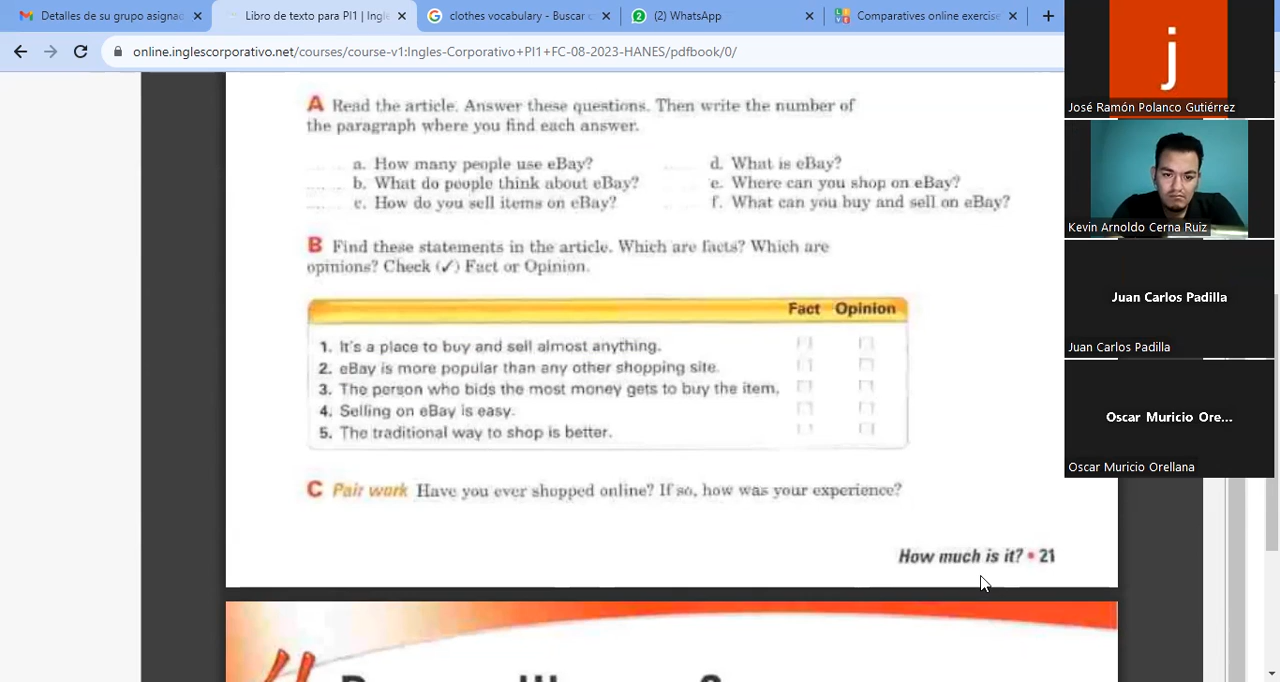 Detalles de su grupo asigna
Libro de texto para PI1 | Ingl
clothes vocabulary - Buscar
(2) WhatsApp
Comparatives online exercise
online.inglescorporativo.net/courses/course-v1:Ingles-Corporativo+PI1+FC-08-2023-HANES/pdfbook/0/
A Read the article. Answer these questions. Then write the number of
the paragraph where you find each answer.
a. How many people use eBay?
b. What do people think about eBay?
c. How do you sell items on eBay?
d. What is eBay?
e. Where can you shop on eBay?
f. What can you buy and sell on eBay?
B Find these statements in the article. Which are facts? Which are
opinions? Check (✓) Fact or Opinion.
Fact Opinion
1. It's a place to buy and sell almost anything.
2. eBay is more popular than any other shopping site.
3. The person who bids the most money gets to buy the item.
4. Selling on eBay is easy.
5. The traditional way to shop is better.
C Pair work Have you ever shopped online? If so, how was your experience?
How much is it? • 21
j
José Ramón Polanco Gutiérrez
Kevin Arnoldo Cerna Ruiz
Juan Carlos Padilla
Juan Carlos Padilla
Oscar Muricio Ore...
Oscar Muricio Orellana